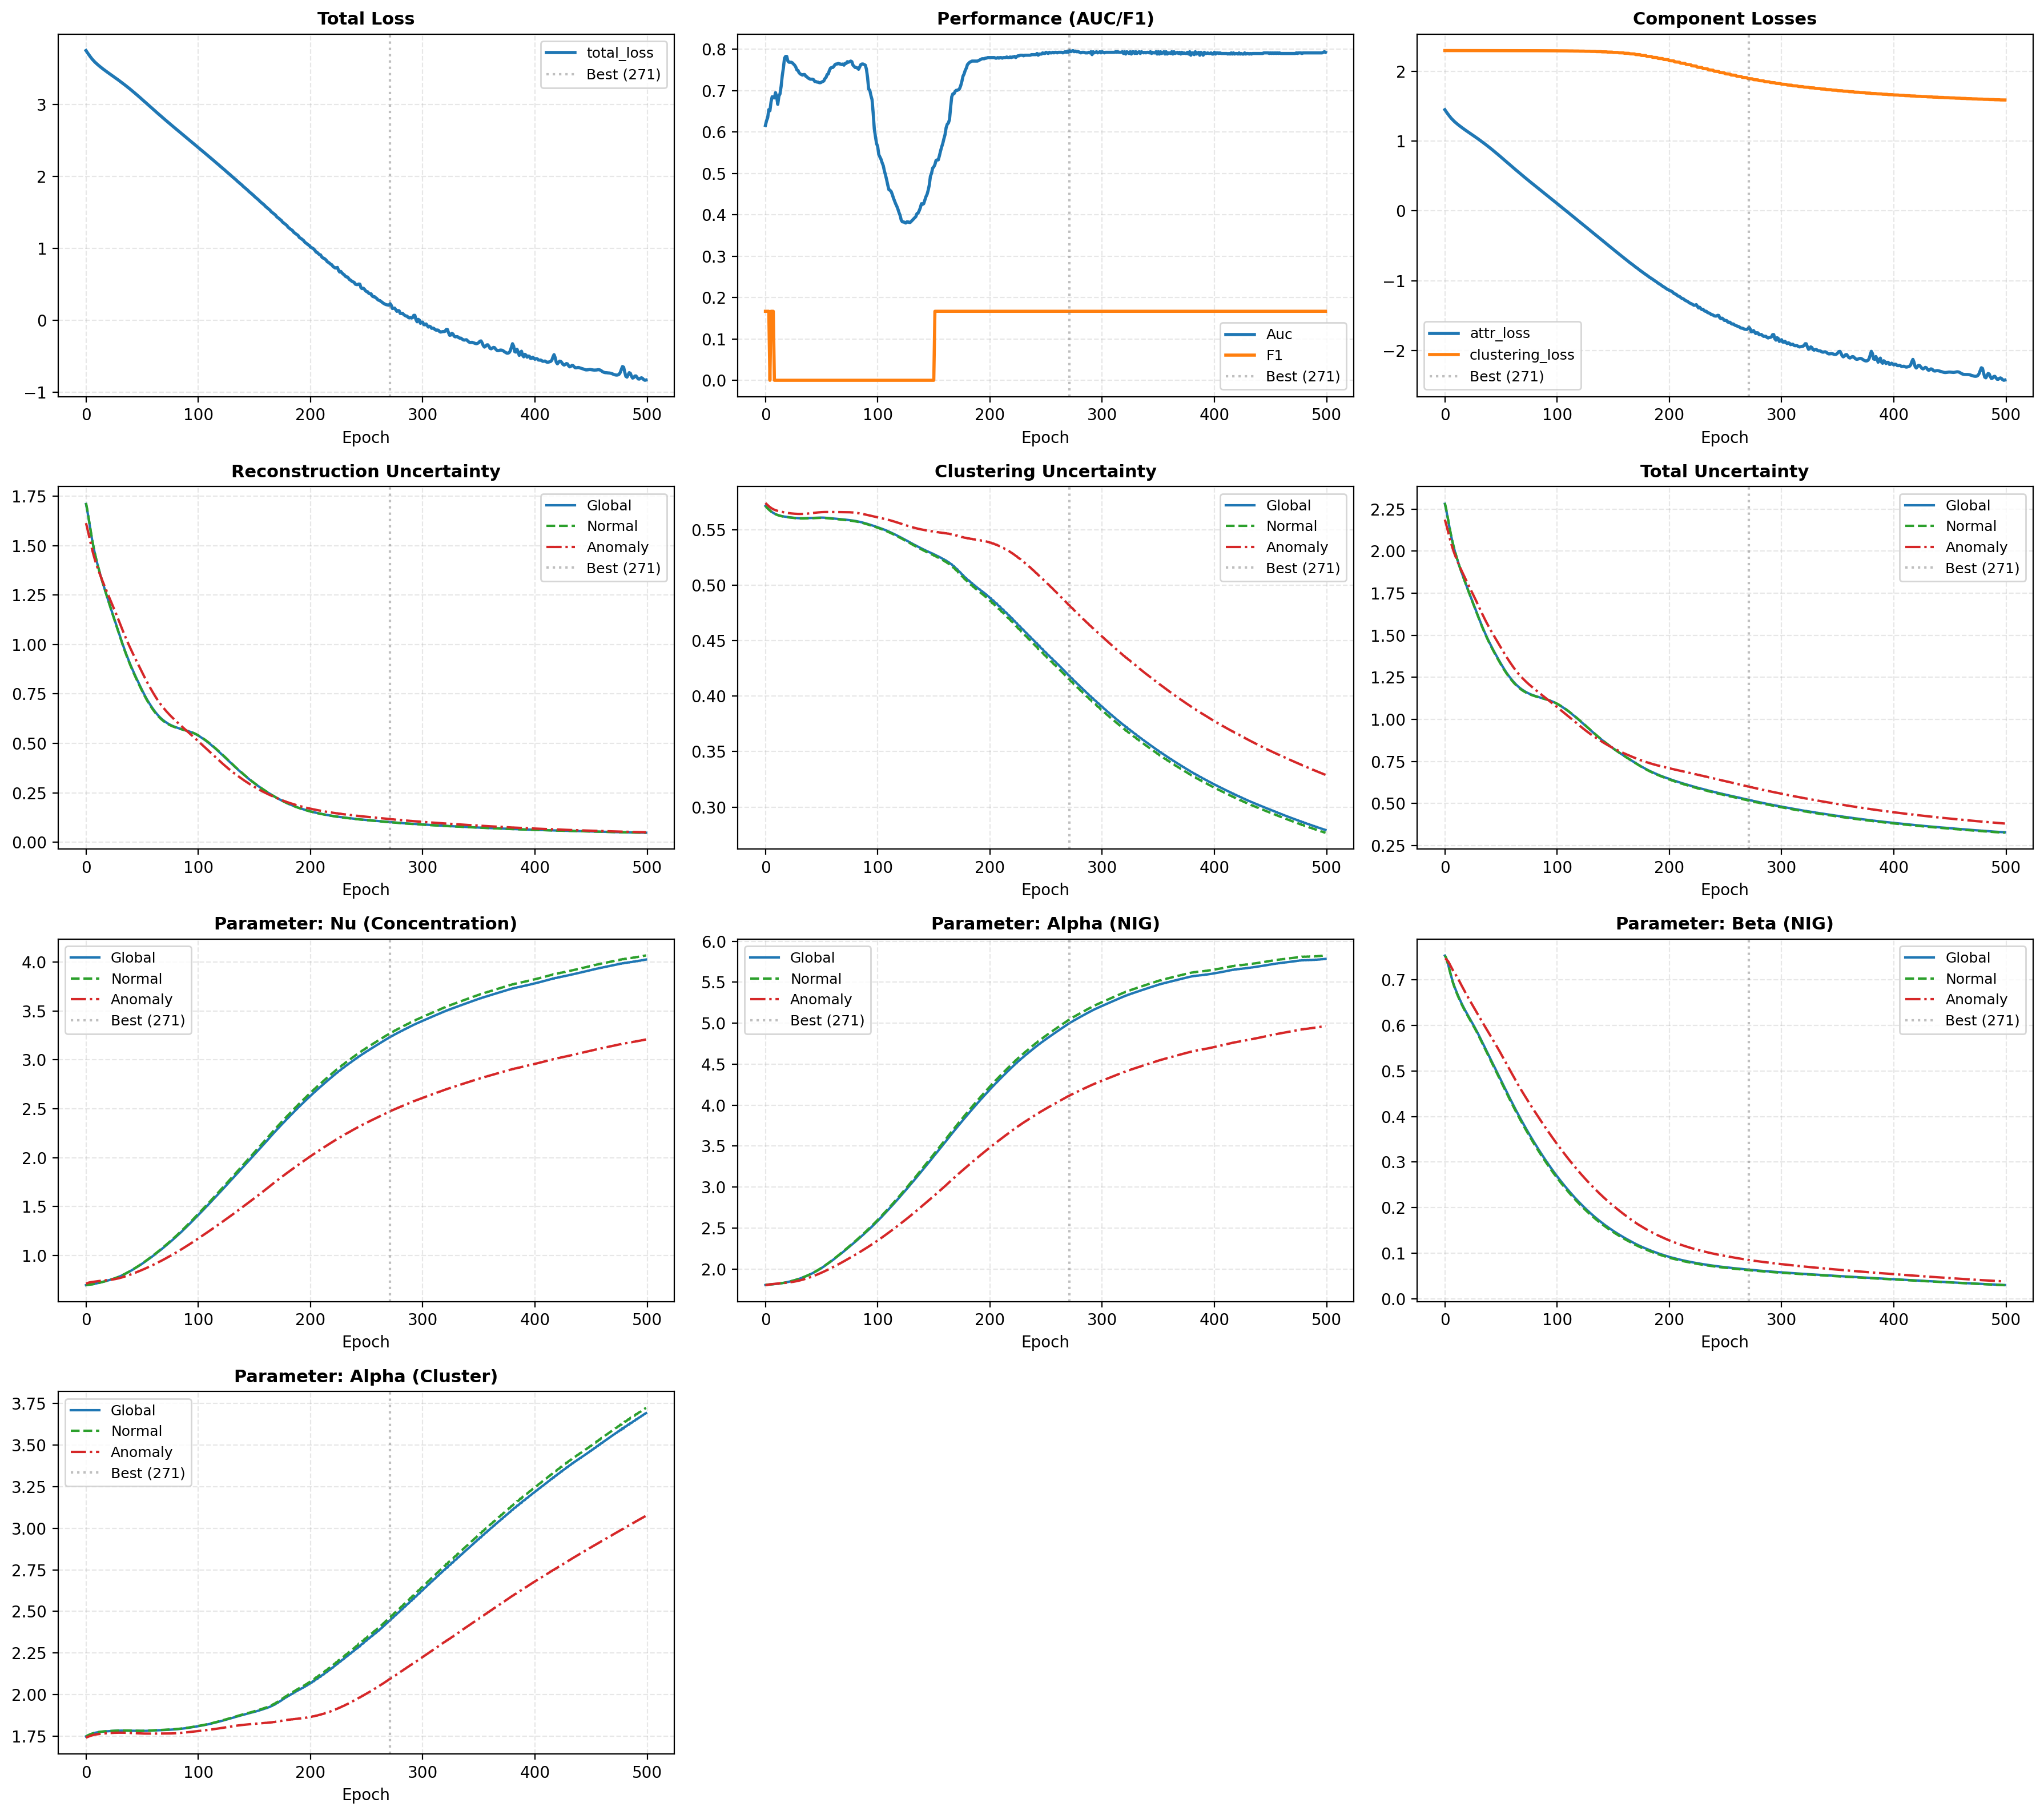 Total Loss
total_loss
Best (271)
3
2
1
0
−1
0
100
200
300
400
500
Epoch
Performance (AUC/F1)
0.8
0.7
0.6
0.5
0.4
0.3
0.2
0.1
0.0
Auc
F1
Best (271)
0
100
200
300
400
500
Epoch
Component Losses
2
1
0
−1
−2
attr_loss
clustering_loss
Best (271)
0
100
200
300
400
500
Epoch
Reconstruction Uncertainty
1.75
1.50
1.25
1.00
0.75
0.50
0.25
0.00
Global
Normal
Anomaly
Best (271)
0
100
200
300
400
500
Epoch
Clustering Uncertainty
0.55
0.50
0.45
0.40
0.35
0.30
Global
Normal
Anomaly
Best (271)
0
100
200
300
400
500
Epoch
Total Uncertainty
2.25
2.00
1.75
1.50
1.25
1.00
0.75
0.50
0.25
Global
Normal
Anomaly
Best (271)
0
100
200
300
400
500
Epoch
Parameter: Nu (Concentration)
4.0
3.5
3.0
2.5
2.0
1.5
1.0
Global
Normal
Anomaly
Best (271)
0
100
200
300
400
500
Epoch
Parameter: Alpha (NIG)
6.0
5.5
5.0
4.5
4.0
3.5
3.0
2.5
2.0
Global
Normal
Anomaly
Best (271)
0
100
200
300
400
500
Epoch
Parameter: Beta (NIG)
0.7
0.6
0.5
0.4
0.3
0.2
0.1
0.0
Global
Normal
Anomaly
Best (271)
0
100
200
300
400
500
Epoch
Parameter: Alpha (Cluster)
3.75
3.50
3.25
3.00
2.75
2.50
2.25
2.00
1.75
Global
Normal
Anomaly
Best (271)
0
100
200
300
400
500
Epoch